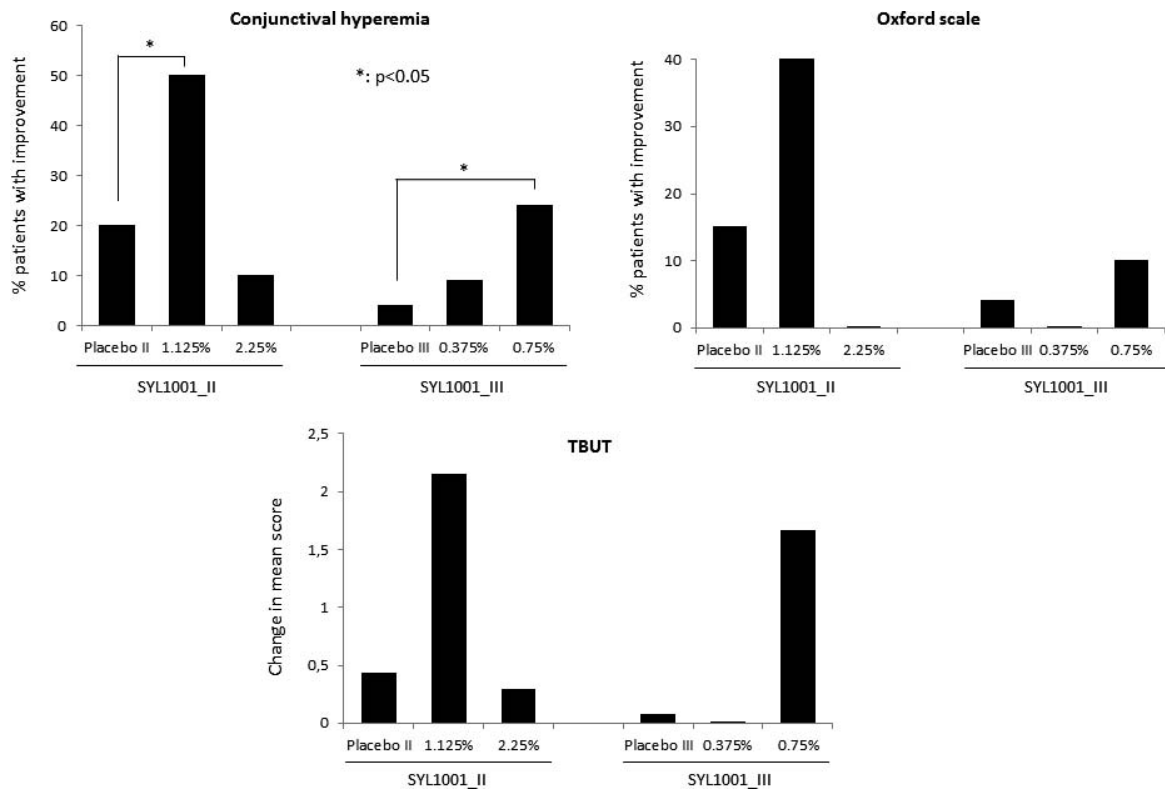 Conjunctival hyperemia
% patients with improvement
60
50
40
30
20
10
0
*
*: p<0.05
*
Placebo II 1.125% 2.25% Placebo III 0.375% 0.75%
SYL1001_II SYL1001_III
Oxford scale
% patients with improvement
40
30
20
10
0
Placebo II 1.125% 2.25% Placebo III 0.375% 0.75%
SYL1001_II SYL1001_III
TBUT
Change in mean score
2,5
2
1,5
1
0,5
0
Placebo II 1.125% 2.25% Placebo III 0.375% 0.75%
SYL1001_II SYL1001_III